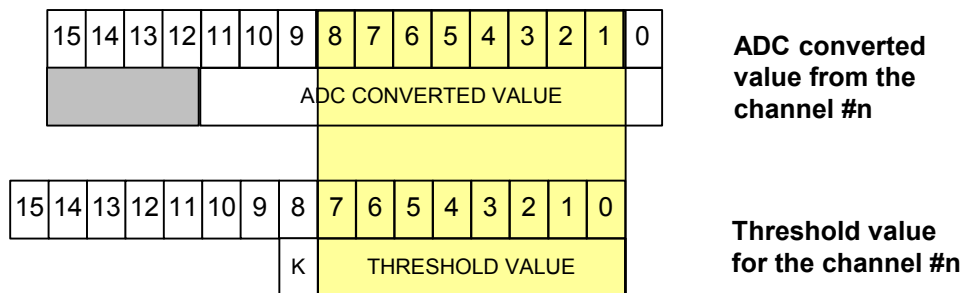 15 14 13 12 11 10 9 8 7 6 5 4 3 2 1 0
ADC CONVERTED VALUE
ADC converted
value from the
channel #n
15 14 13 12 11 10 9 8 7 6 5 4 3 2 1 0
K THRESHOLD VALUE
Threshold value
for the channel #n